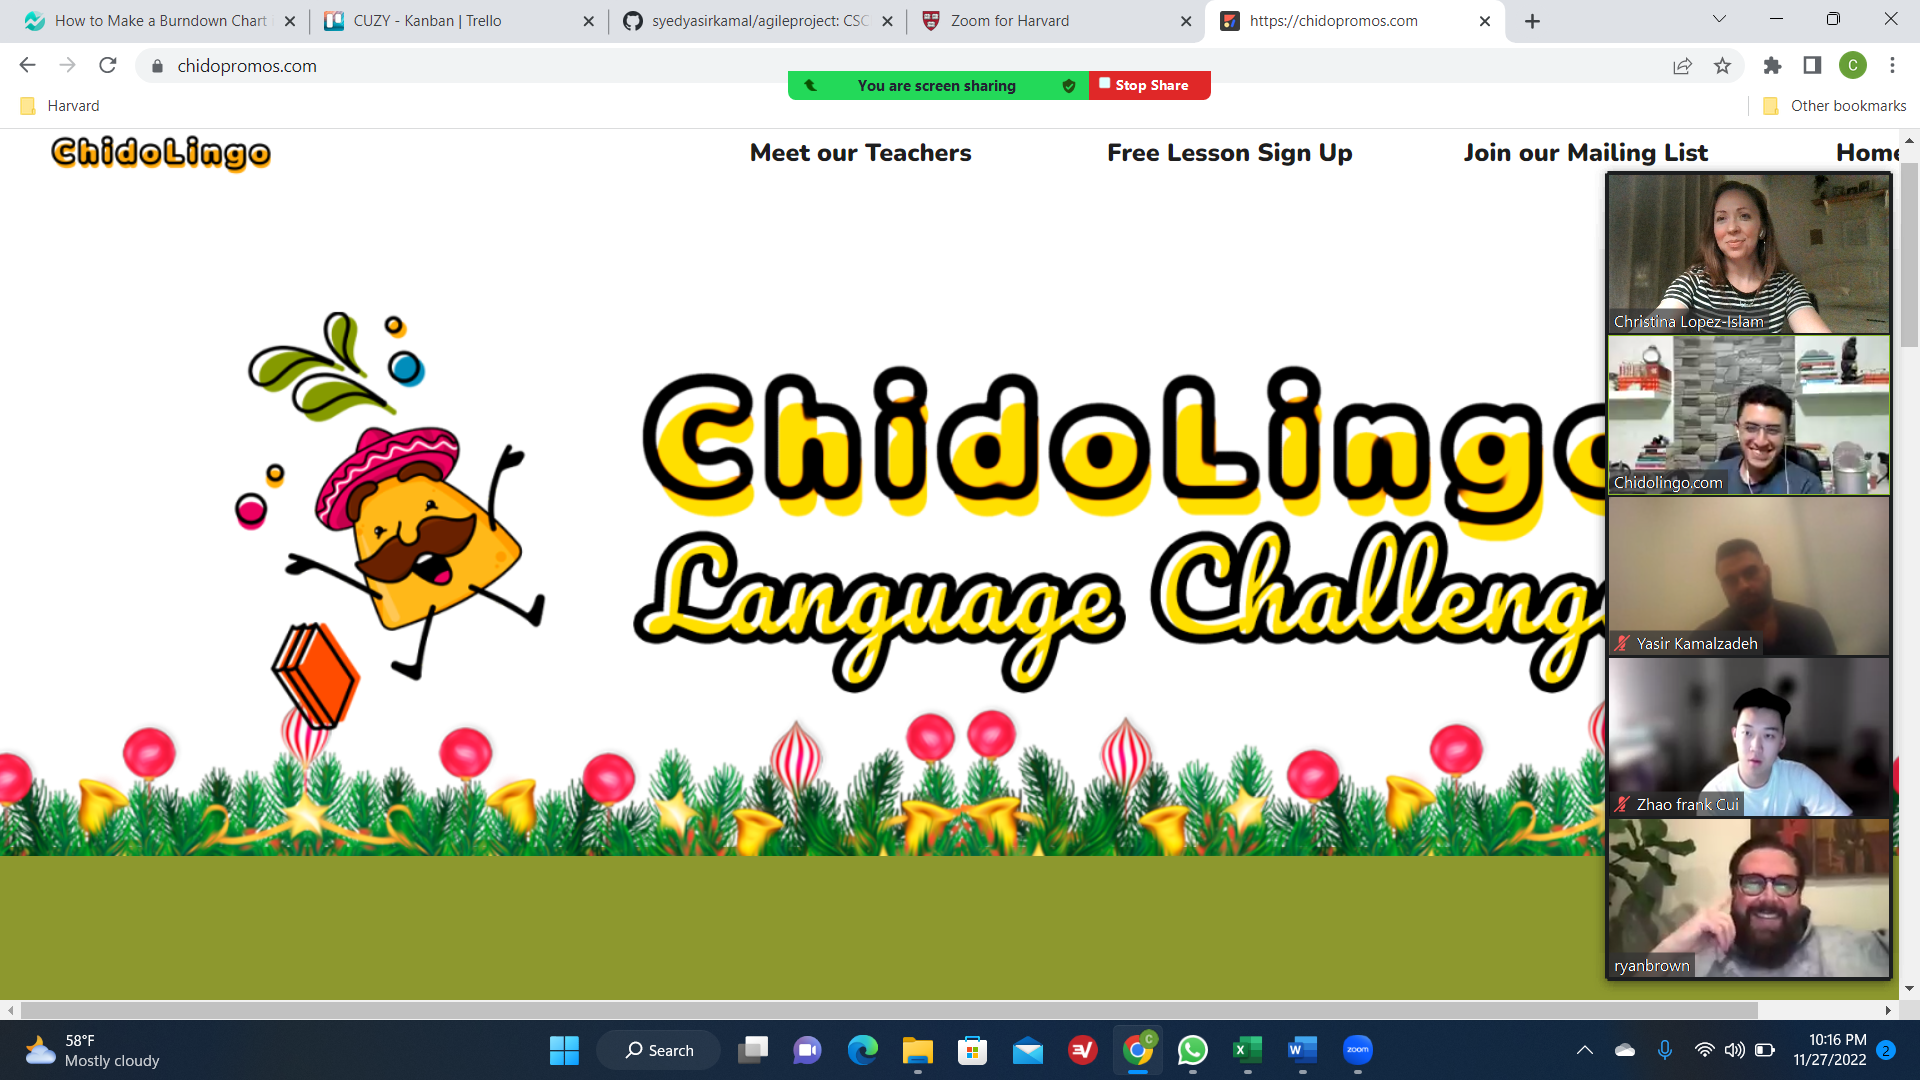 How to Make a Burndown Chart
CUZY - Kanban | Trello
syedyasirkamal/agileproject: CSC
Zoom for Harvard
https://chidopromos.com
chidopromos.com
C
You are screen sharing
Stop Share
Harvard
Other bookmarks
ChidoLingo
Meet our Teachers
Free Lesson Sign Up
Join our Mailing List
Home
Christina Lopez-Islam
ChidoLingo
Chidolingo.com
Language Challenge
Yasir Kamalzadeh
Zhao frank Cui
ryanbrown
58°F
Mostly cloudy
Search
C
zoom
10:16 PM
11/27/2022
2